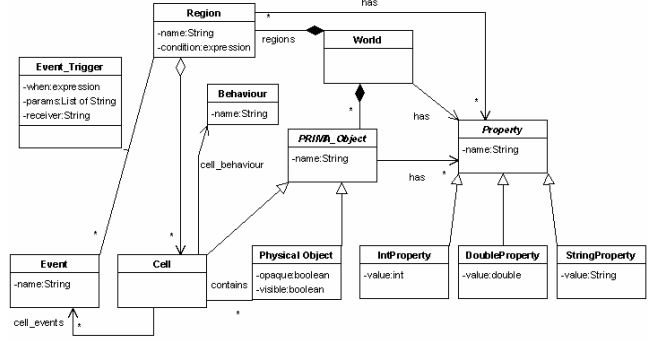 Region
-name:String
-condition:expression
has
*
regions
World
Event_Trigger
-when:expression
-params:List of String
-receiver:String
Behaviour
-name:String
*
has
*
PRIMA_Object
-name:String
Property
-name:String
cell_behaviour
has
*
*
*
Event
-name:String
Cell
Physical Object
-opaque:boolean
-visible:boolean
contains
*
IntProperty
-value:int
DoubleProperty
-value:double
StringProperty
-value:String
cell_events
*